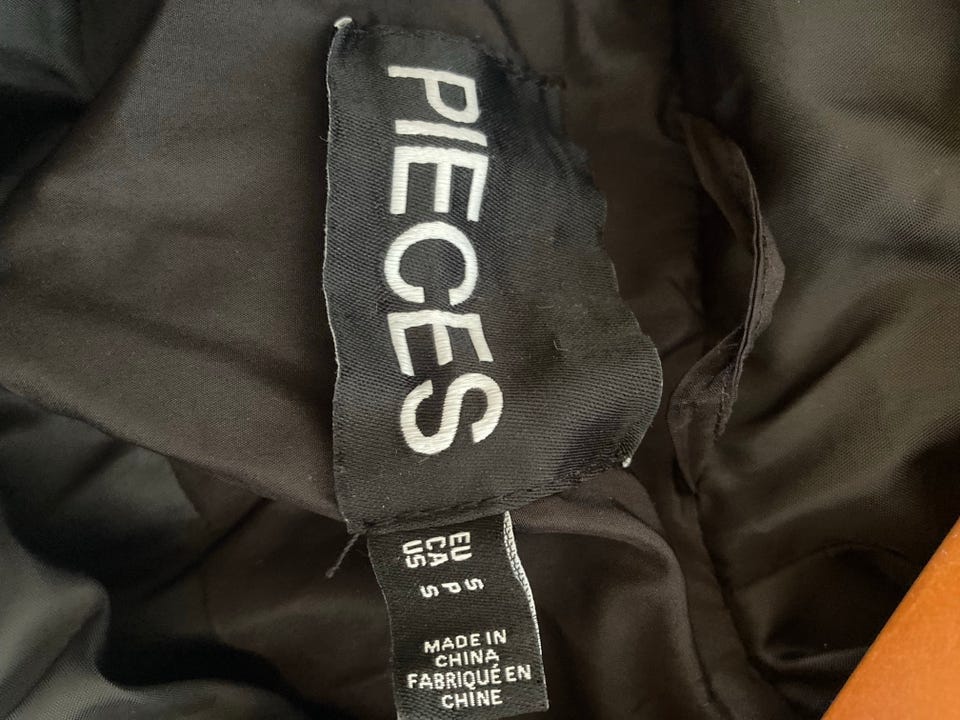 PIECES
EU S
CA P
US S
MADE IN
CHINA
FABRIQUÉ EN
CHINE